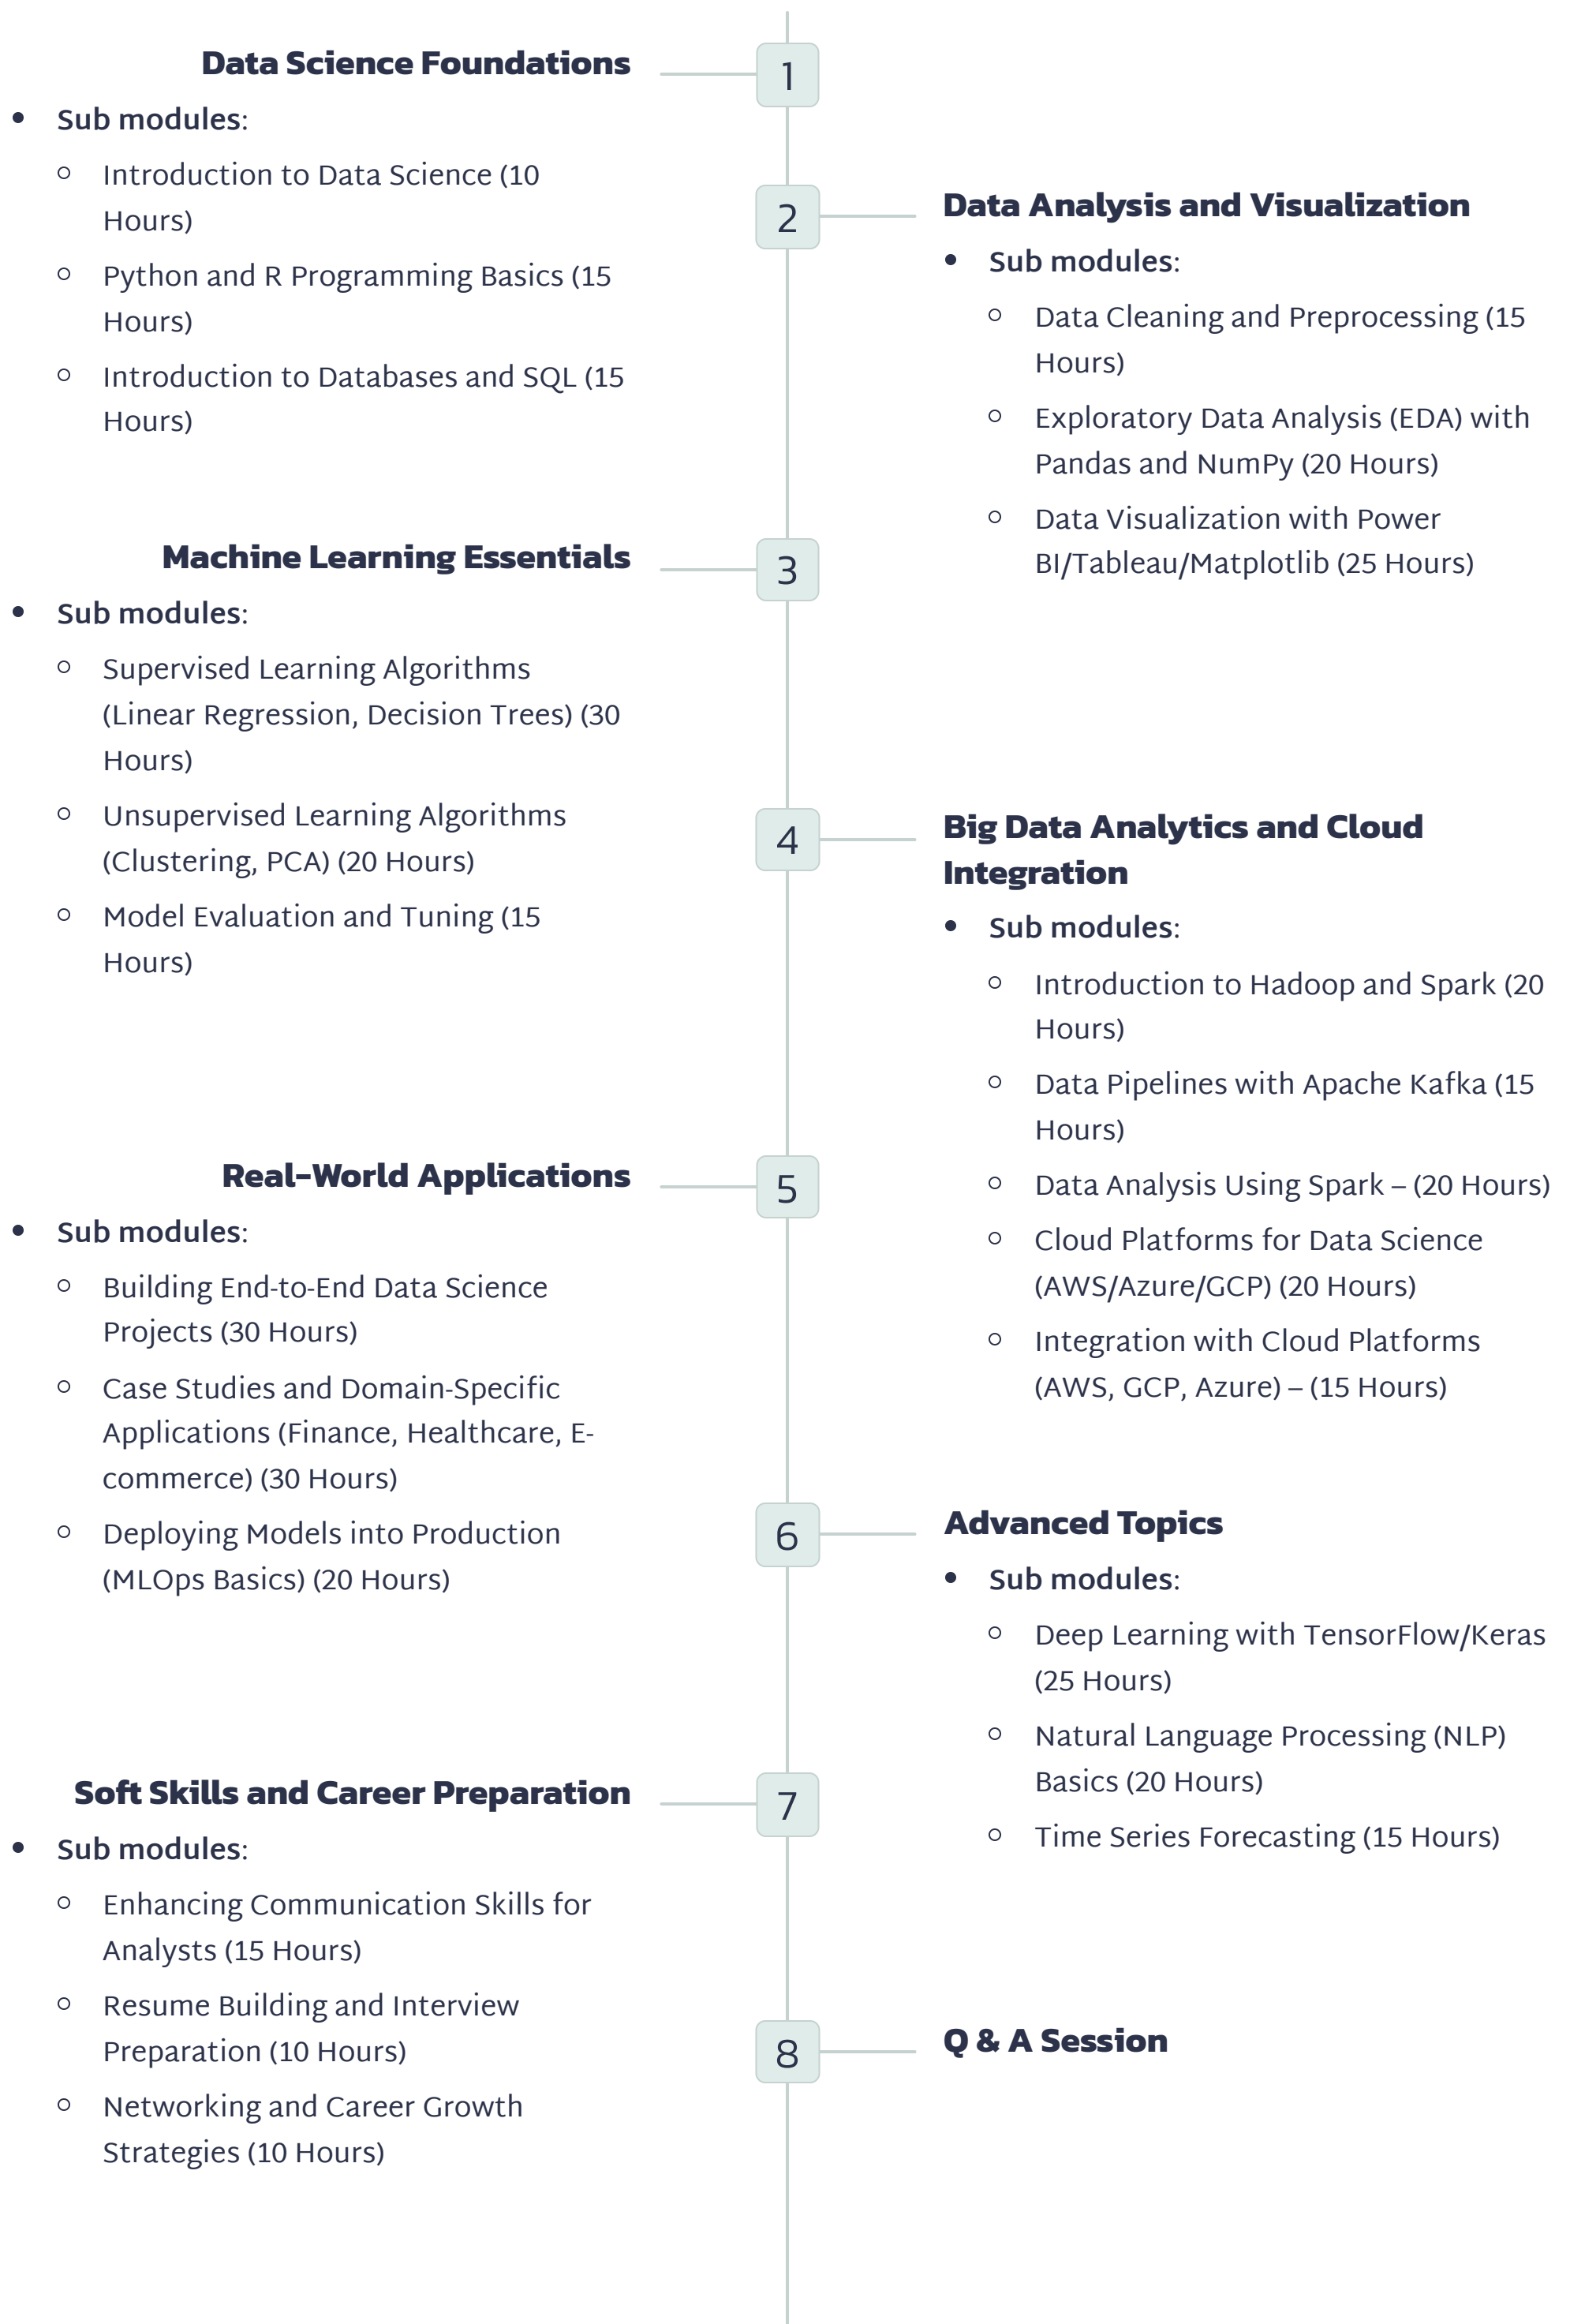 Data Science Foundations
1
• Sub modules:
○ Introduction to Data Science (10
Hours)
○ Python and R Programming Basics (15
Hours)
○ Introduction to Databases and SQL (15
Hours)
2
Data Analysis and Visualization
• Sub modules:
○ Data Cleaning and Preprocessing (15
Hours)
○ Exploratory Data Analysis (EDA) with
Pandas and NumPy (20 Hours)
○ Data Visualization with Power
BI/Tableau/Matplotlib (25 Hours)
Machine Learning Essentials
3
• Sub modules:
○ Supervised Learning Algorithms
(Linear Regression, Decision Trees) (30
Hours)
○ Unsupervised Learning Algorithms
(Clustering, PCA) (20 Hours)
○ Model Evaluation and Tuning (15
Hours)
4
Big Data Analytics and Cloud
Integration
• Sub modules:
○ Introduction to Hadoop and Spark (20
Hours)
○ Data Pipelines with Apache Kafka (15
Hours)
○ Data Analysis Using Spark – (20 Hours)
○ Cloud Platforms for Data Science
(AWS/Azure/GCP) (20 Hours)
○ Integration with Cloud Platforms
(AWS, GCP, Azure) – (15 Hours)
Real-World Applications
5
• Sub modules:
○ Building End-to-End Data Science
Projects (30 Hours)
○ Case Studies and Domain-Specific
Applications (Finance, Healthcare, E-
commerce) (30 Hours)
○ Deploying Models into Production
(MLOps Basics) (20 Hours)
6
Advanced Topics
• Sub modules:
○ Deep Learning with TensorFlow/Keras
(25 Hours)
○ Natural Language Processing (NLP)
Basics (20 Hours)
○ Time Series Forecasting (15 Hours)
Soft Skills and Career Preparation
7
• Sub modules:
○ Enhancing Communication Skills for
Analysts (15 Hours)
○ Resume Building and Interview
Preparation (10 Hours)
○ Networking and Career Growth
Strategies (10 Hours)
8
Q & A Session